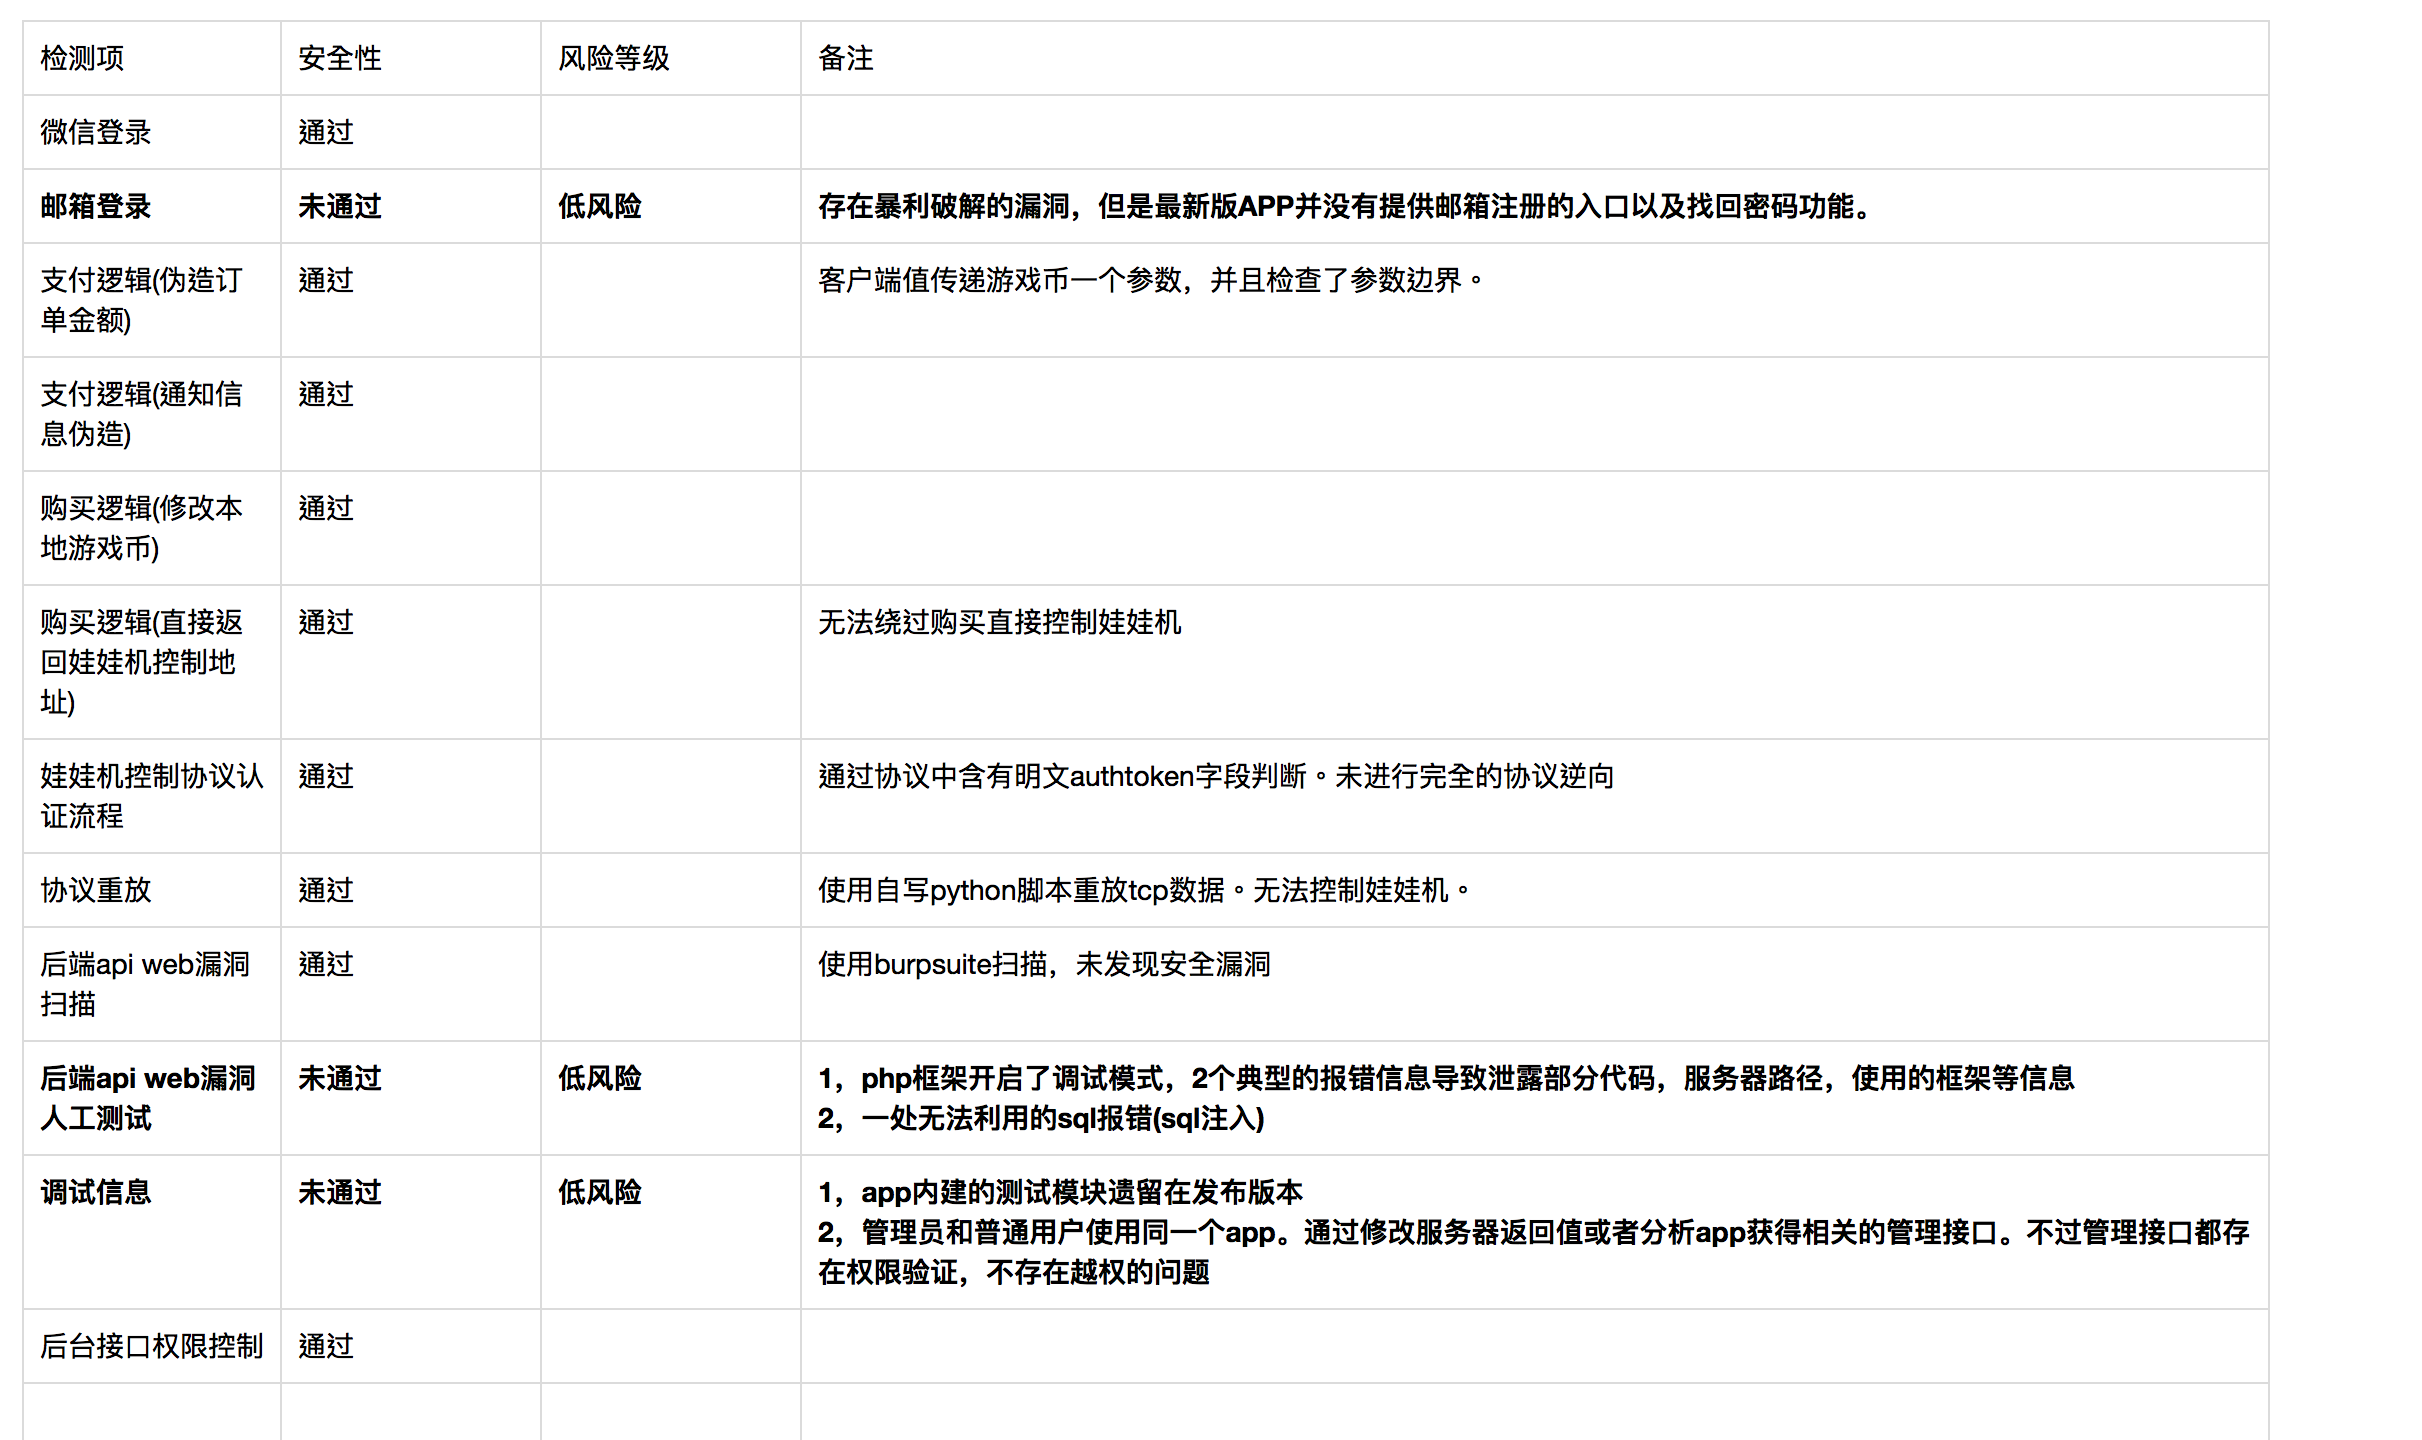 检测项 安全性 风险等级 备注
微信登录 通过
邮箱登录 未通过 低风险 存在暴利破解的漏洞，但是最新版APP并没有提供邮箱注册的入口以及找回密码功能。
支付逻辑(伪造订 通过 客户端值传递游戏币一个参数，并且检查了参数边界。
单金额)
支付逻辑(通知信 通过
息伪造)
购买逻辑(修改本 通过
地游戏币)
购买逻辑(直接返 通过 无法绕过购买直接控制娃娃机
回娃娃机控制地
址)
娃娃机控制协议认 通过 通过协议中含有明文authtoken字段判断。未进行完全的协议逆向
证流程
协议重放 通过 使用自写python脚本重放tcp数据。无法控制娃娃机。
后端api web漏洞 通过 使用burpsuite扫描，未发现安全漏洞
扫描
后端api web漏洞 未通过 低风险 1，php框架开启了调试模式，2个典型的报错信息导致泄露部分代码，服务器路径，使用的框架等信息
人工测试 2，一处无法利用的sql报错(sql注入)
调试信息 未通过 低风险 1，app内建的测试模块遗留在发布版本
2，管理员和普通用户使用同一个app。通过修改服务器返回值或者分析app获得相关的管理接口。不过管理接口都存
在权限验证，不存在越权的问题
后台接口权限控制 通过